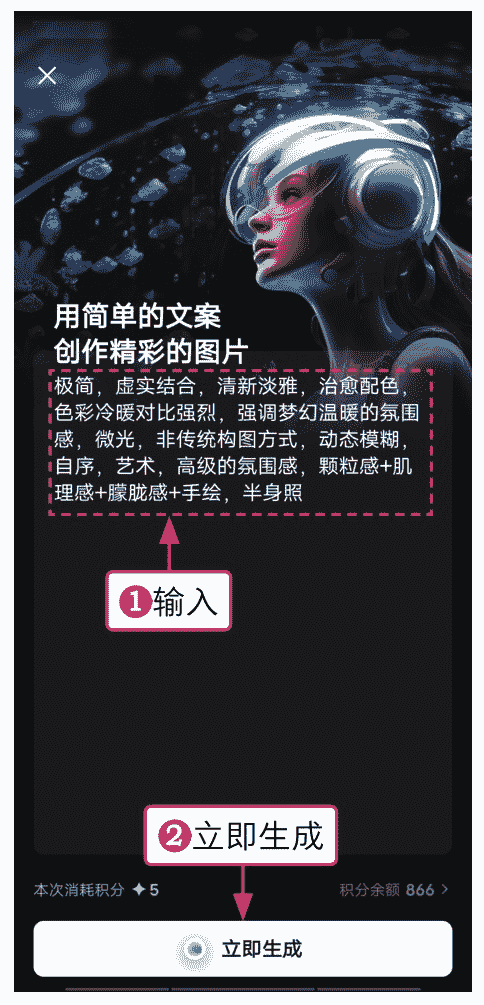 用简单的文案
创作精彩的图片
极简，虚实结合，清新淡雅，治愈配色，
色彩冷暖对比强烈，强调梦幻温暖的氛围
感，微光，非传统构图方式，动态模糊，
自序，艺术，高级的氛围感，颗粒感+肌
理感+朦胧感+手绘，半身照
1输入
2立即生成
本次消耗积分 5
积分余额 866 >
立即生成